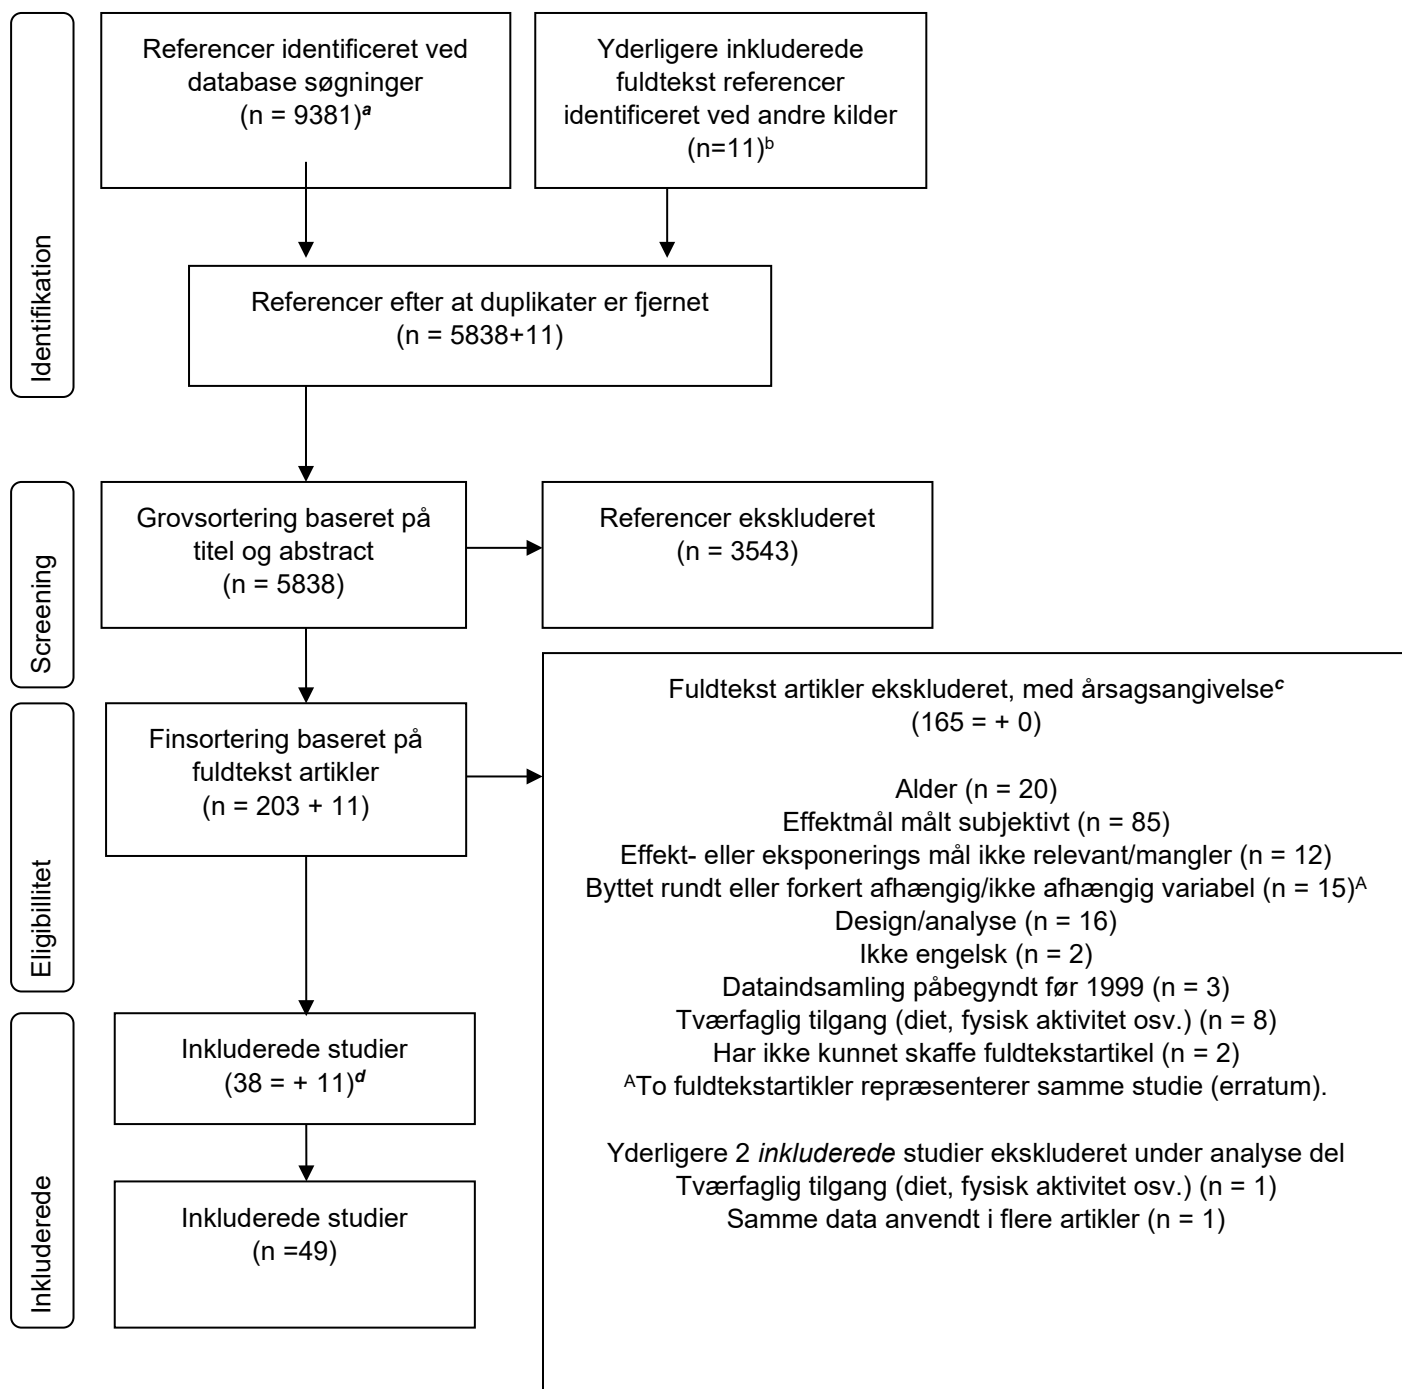 Identifikation
Referencer identificeret ved
database søgninger
(n = 9381)ᵃ
Yderligere inkluderede
fuldtekst referencer
identificeret ved andre kilder
(n=11)ᵇ
Referencer efter at duplikater er fjernet
(n = 5838+11)
Screening
Grovsortering baseret på
titel og abstract
(n = 5838)
Referencer ekskluderet
(n = 3543)
Eligibilitet
Finsortering baseret på
fuldtekst artikler
(n = 203 + 11)
Fuldtekst artikler ekskluderet, med årsagsangivelseᶜ
(165 = + 0)
Alder (n = 20)
Effektmål målt subjektivt (n = 85)
Effekt- eller eksponerings mål ikke relevant/mangler (n = 12)
Byttet rundt eller forkert afhængig/ikke afhængig variabel (n = 15)ᴬ
Design/analyse (n = 16)
Ikke engelsk (n = 2)
Dataindsamling påbegyndt før 1999 (n = 3)
Tværfaglig tilgang (diet, fysisk aktivitet osv.) (n = 8)
Har ikke kunnet skaffe fuldtekstartikel (n = 2)
ᴬTo fuldtekstartikler repræsenterer samme studie (erratum).
Yderligere 2 inkluderede studier ekskluderet under analyse del
Tværfaglig tilgang (diet, fysisk aktivitet osv.) (n = 1)
Samme data anvendt i flere artikler (n = 1)
Inkluderede
Inkluderede studier
(38 = + 11)ᵈ
Inkluderede studier
(n =49)